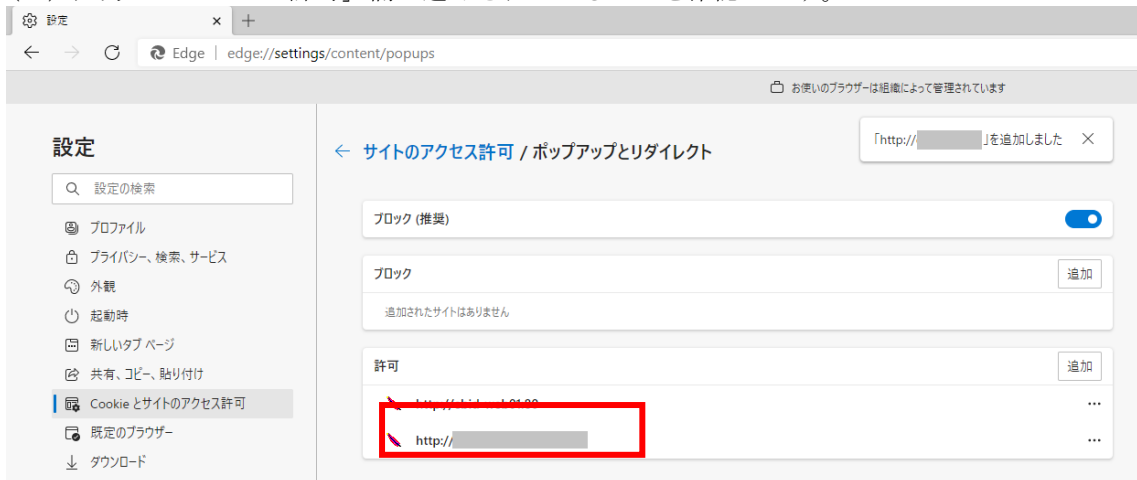 設定
Edge | edge://settings/content/popups
お使いのブラウザーは組織によって管理されています
「http:// 」を追加しました
設定
サイトのアクセス許可 / ポップアップとリダイレクト
設定の検索
プロファイル
プライバシー、検索、サービス
外観
起動時
新しいタブ ページ
共有、コピー、貼り付け
Cookie とサイトのアクセス許可
既定のブラウザー
ダウンロード
ブロック (推奨)
ブロック
追加
追加されたサイトはありません
許可
追加
http://